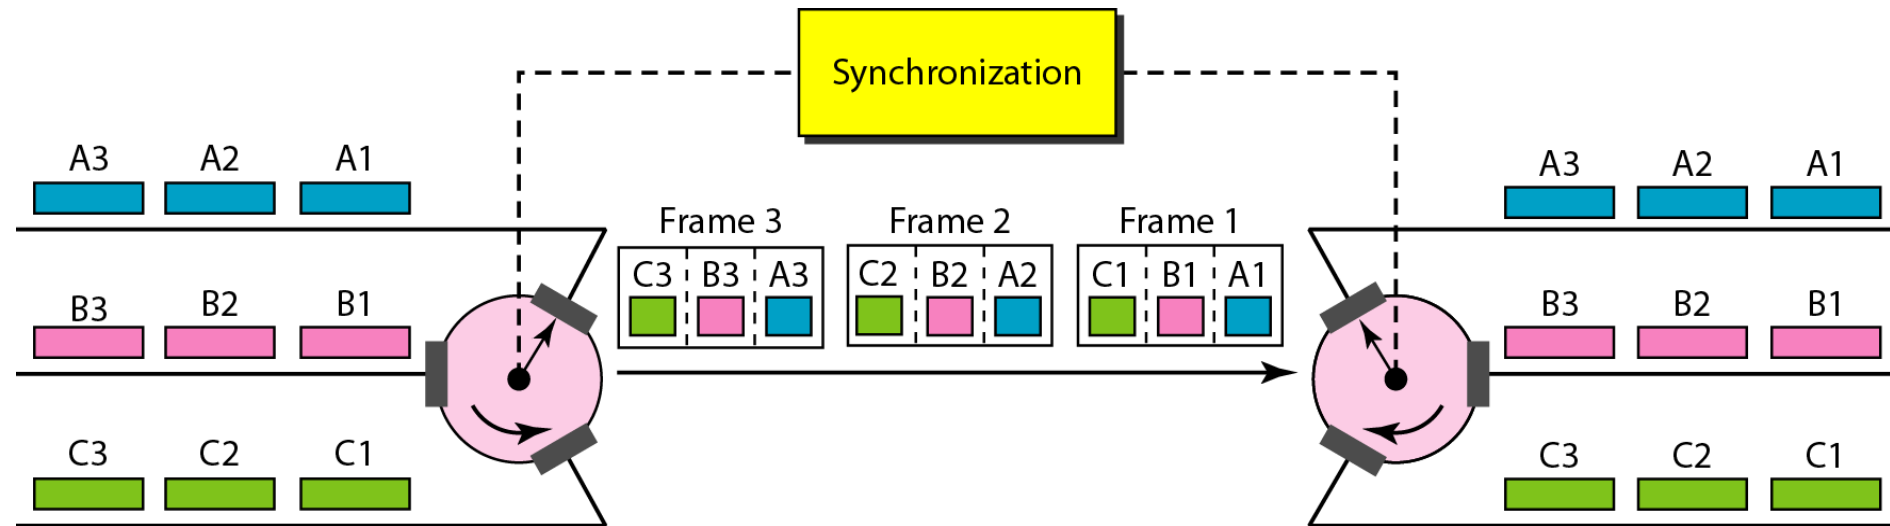 Synchronization
A3 A2 A1
A3 A2 A1
Frame 3 Frame 2 Frame 1
C3 B3 A3 C2 B2 A2 C1 B1 A1
B3 B2 B1
B3 B2 B1
C3 C2 C1
C3 C2 C1